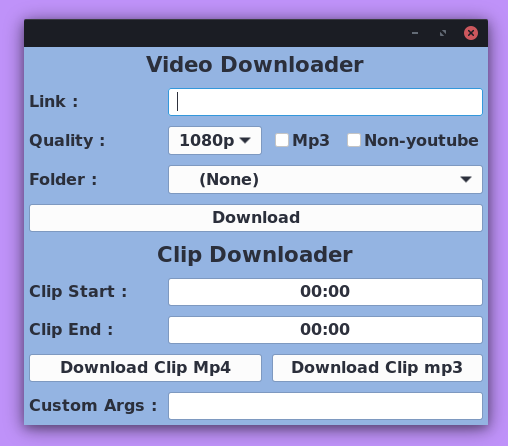 Video Downloader
Link :
Quality : 1080p Mp3 Non-youtube
Folder : (None)
Download
Clip Downloader
Clip Start : 00:00
Clip End : 00:00
Download Clip Mp4 Download Clip mp3
Custom Args :